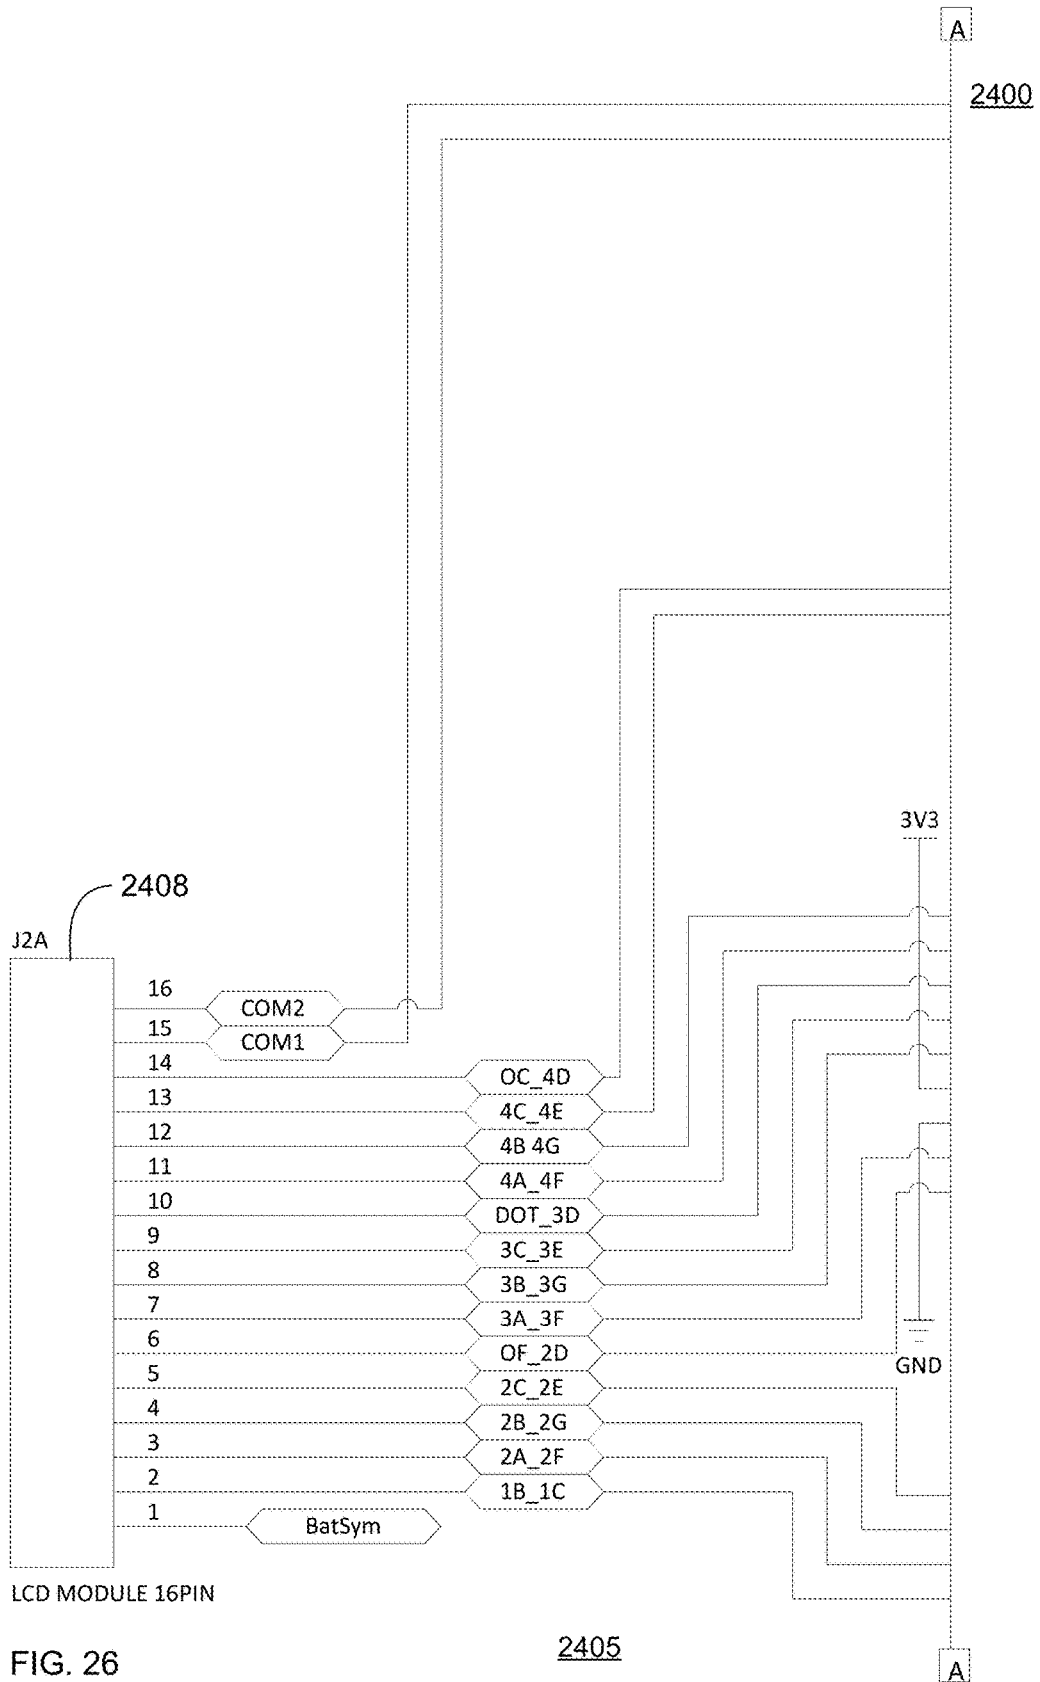 A
2400
3V3
2408
J2A
16
COM2
15
COM1
14
OC_4D
13
4C_4E
12
4B 4G
11
4A_4F
10
DOT_3D
9
3C_3E
8
3B_3G
7
3A_3F
6
OF_2D
GND
5
2C_2E
4
2B_2G
3
2A_2F
2
1B_1C
1
BatSym
LCD MODULE 16PIN
2405
FIG. 26
A